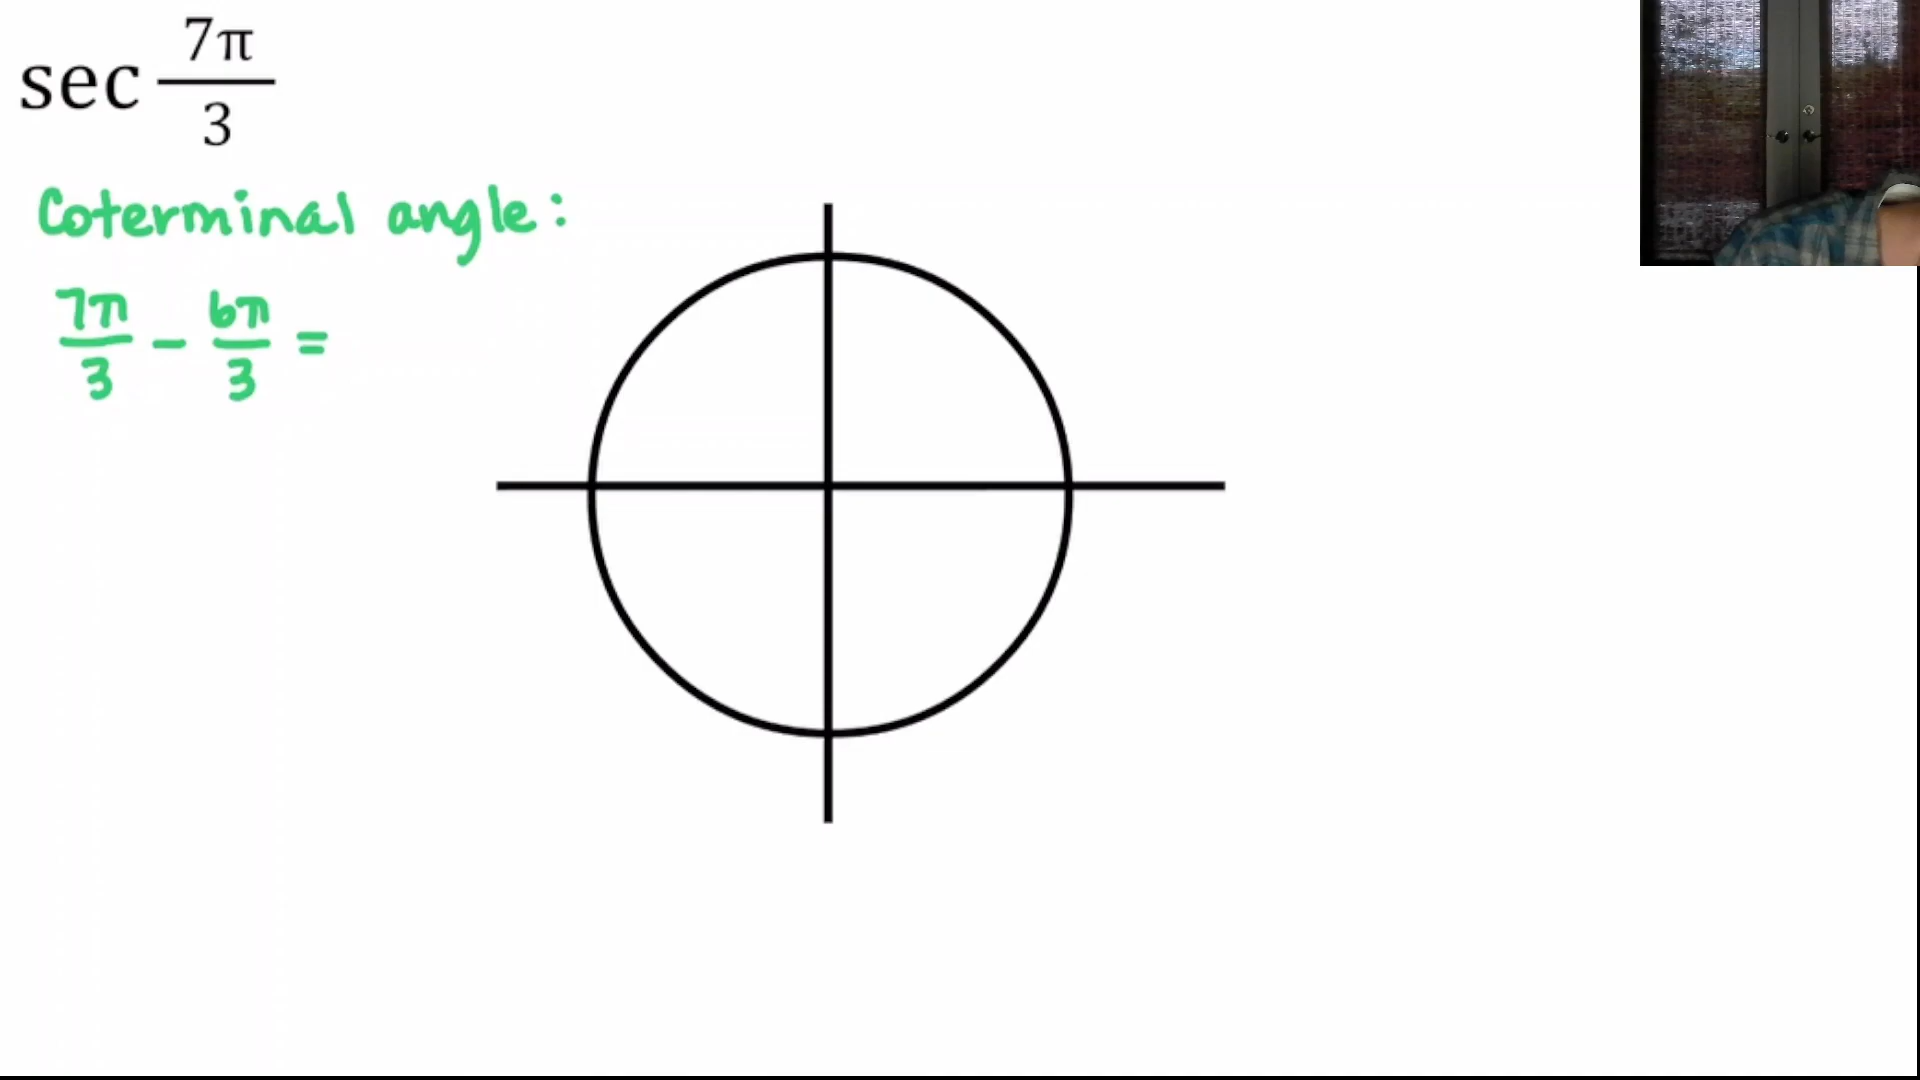 sec 7π/3
Coterminal angle:
7π/3 - 6π/3 =